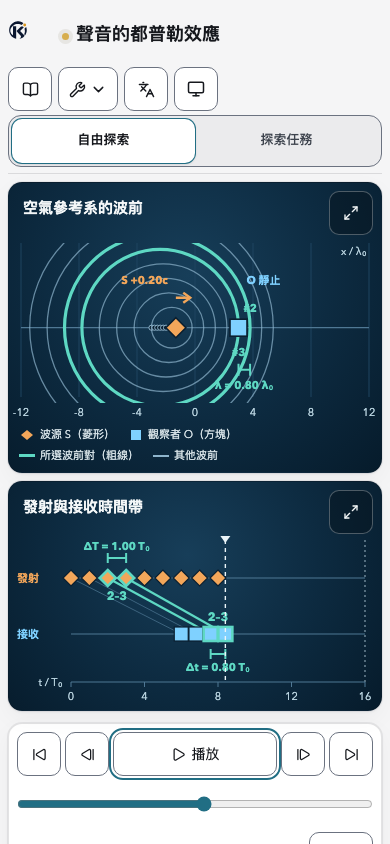 聲音的都普勒效應
自由探索
探索任務
空氣參考系的波前
x / λ₀
S +0.20c
O 靜止
#2
#3
λ = 0.80 λ₀
-12 -8 -4 0 4 8 12
波源 S（菱形） 觀察者 O（方塊）
所選波前對（粗線） 其他波前
發射與接收時間帶
ΔT = 1.00 T₀
發射
2-3
2-3
接收
Δt = 0.80 T₀
t / T₀
0 4 8 12 16
播放